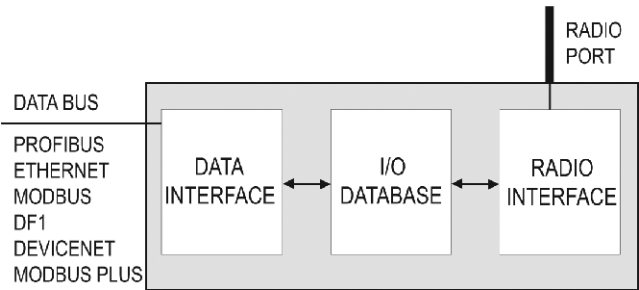 RADIO
PORT
DATA BUS
PROFIBUS
ETHERNET
MODBUS
DF1
DEVICENET
MODBUS PLUS
DATA
INTERFACE
I/O
DATABASE
RADIO
INTERFACE